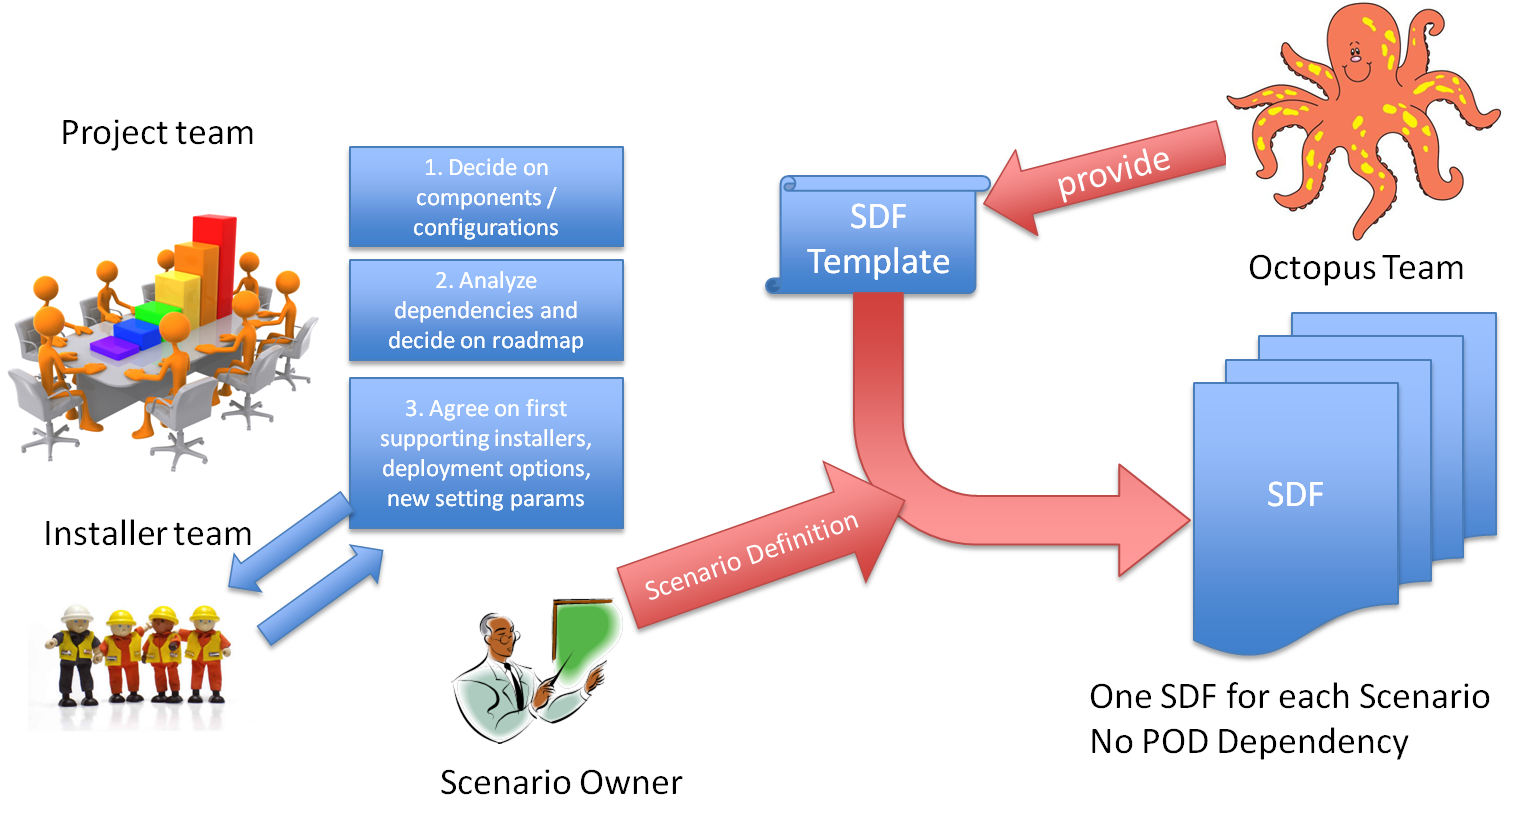 Project team
1. Decide on
components /
configurations
2. Analyze
dependencies and
decide on roadmap
3. Agree on first
supporting installers,
deployment options,
new setting params
Installer team
Scenario Owner
Scenario Definition
SDF
Template
provide
Octopus Team
SDF
One SDF for each Scenario
No POD Dependency